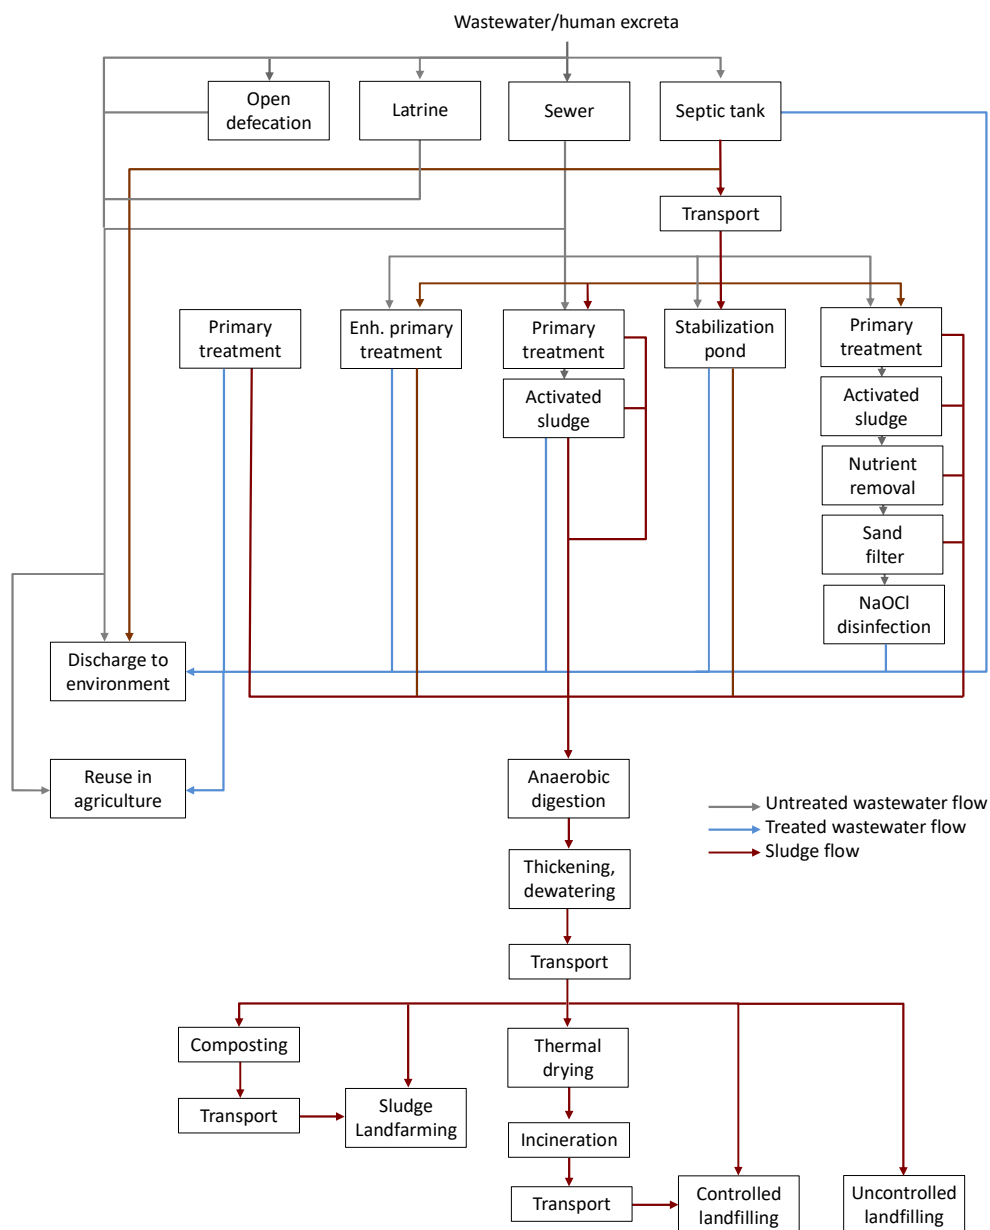 Wastewater/human excreta
Open
defecation
Latrine
Sewer
Septic tank
Transport
Primary
treatment
Enh. primary
treatment
Primary
treatment
Stabilization
pond
Primary
treatment
Activated
sludge
Activated
sludge
Nutrient
removal
Sand
filter
NaOCl
disinfection
Discharge to
environment
Reuse in
agriculture
Anaerobic
digestion
Untreated wastewater flow
Treated wastewater flow
Sludge flow
Thickening,
dewatering
Transport
Composting
Thermal
drying
Transport
Sludge
Landfarming
Incineration
Transport
Controlled
landfilling
Uncontrolled
landfilling